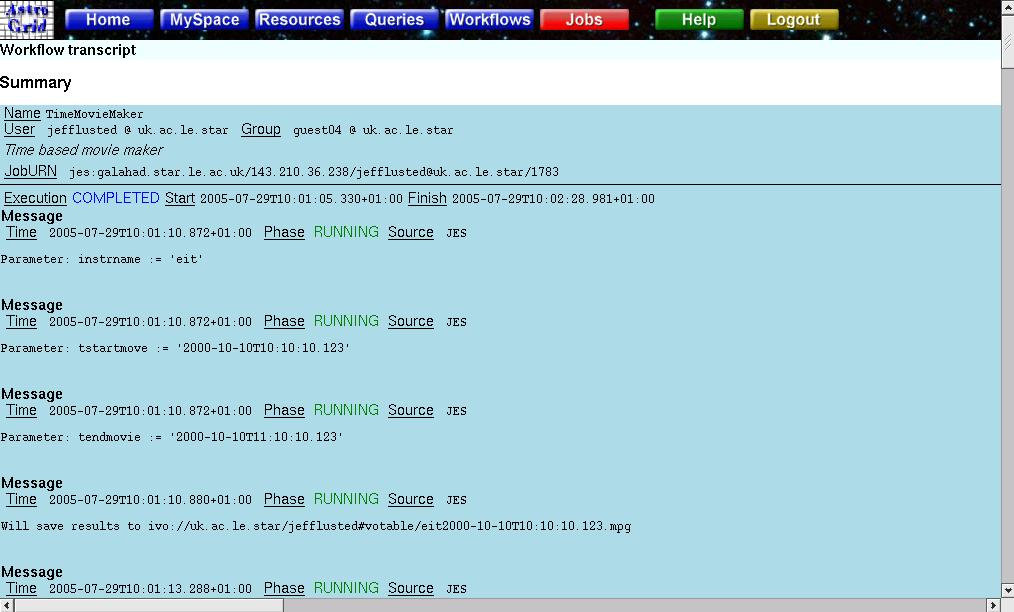 Astro
Grid
Home MySpace Resources Queries Workflows Jobs Help Logout
Workflow transcript
Summary
Name TimeMovieMaker
User jefflusted @ uk.ac.le.star Group guest04 @ uk.ac.le.star
Time based movie maker
JobURN jes:galahad.star.le.ac.uk/143.210.36.238/jefflusted@uk.ac.le.star/1783
Execution COMPLETED Start 2005-07-29T10:01:05.330+01:00 Finish 2005-07-29T10:02:28.981+01:00
Message
Time 2005-07-29T10:01:10.872+01:00 Phase RUNNING Source JES
Parameter: instrname := 'eit'
Message
Time 2005-07-29T10:01:10.872+01:00 Phase RUNNING Source JES
Parameter: tstartmove := '2000-10-10T10:10:10.123'
Message
Time 2005-07-29T10:01:10.872+01:00 Phase RUNNING Source JES
Parameter: tendmovie := '2000-10-10T11:10:10.123'
Message
Time 2005-07-29T10:01:10.880+01:00 Phase RUNNING Source JES
Will save results to ivo://uk.ac.le.star/jefflusted#votable/eit2000-10-10T10:10:10.123.mpg
Message
Time 2005-07-29T10:01:13.288+01:00 Phase RUNNING Source JES